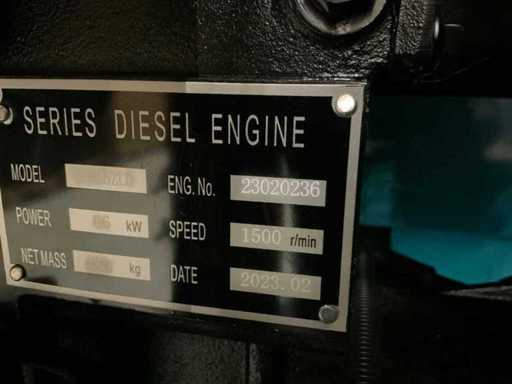 SERIES DIESEL ENGINE
MODEL ENG. No. 23020236
POWER kW SPEED 1500 r/min
NET MASS kg DATE 2023.02